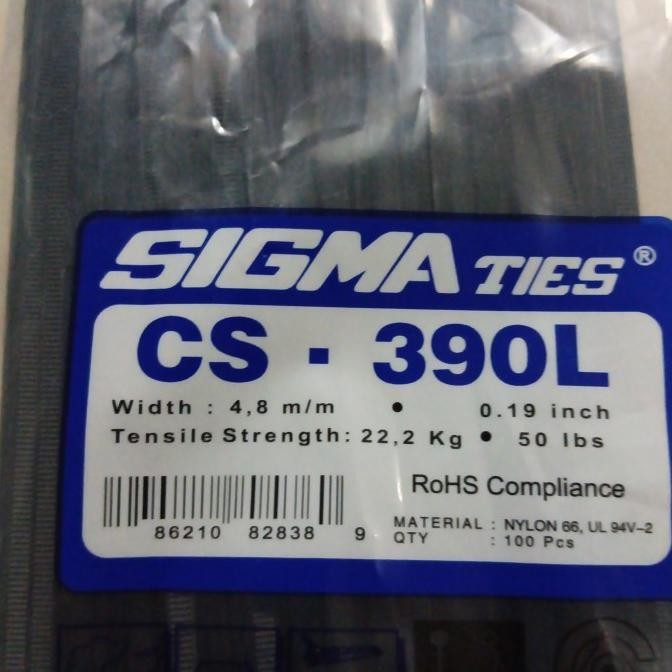 SIGMA TIES ®
CS - 390L
Width : 4,8 m/m • 0.19 inch
Tensile Strength: 22,2 Kg • 50 lbs
RoHS Compliance
86210 82838 9
MATERIAL : NYLON 66, UL 94V-2
QTY : 100 Pcs